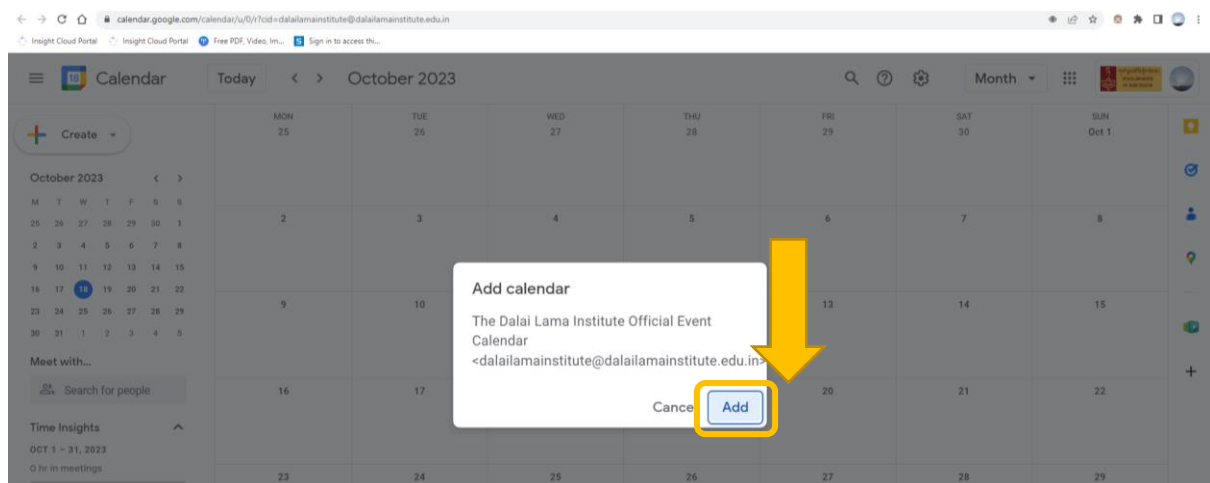 calendar.google.com/calendar/u/0/r?cid=dalailamainstitute@dalailamainstitute.edu.in
Insight Cloud Portal Insight Cloud Portal Free PDF, Video, Im... Sign in to access thi...
18 Calendar Today October 2023 Month
Create
MON TUE WED THU FRI SAT SUN
25 26 27 28 29 30 Oct 1
October 2023
M T W T F S S
25 26 27 28 29 30 1
2 3 4 5 6 7 8
9 10 11 12 13 14 15
16 17 18 19 20 21 22
23 24 25 26 27 28 29
30 31 1 2 3 4 5
2 3 4 5 6 7 8
9 10 13 14 15
16 17 20 21 22
23 24 25 26 27 28 29
Add calendar
The Dalai Lama Institute Official Event
Calendar
<dalailamainstitute@dalailamainstitute.edu.in>
Cance Add
Meet with...
Search for people
Time Insights
OCT 1 – 31, 2023
0 hr in meetings